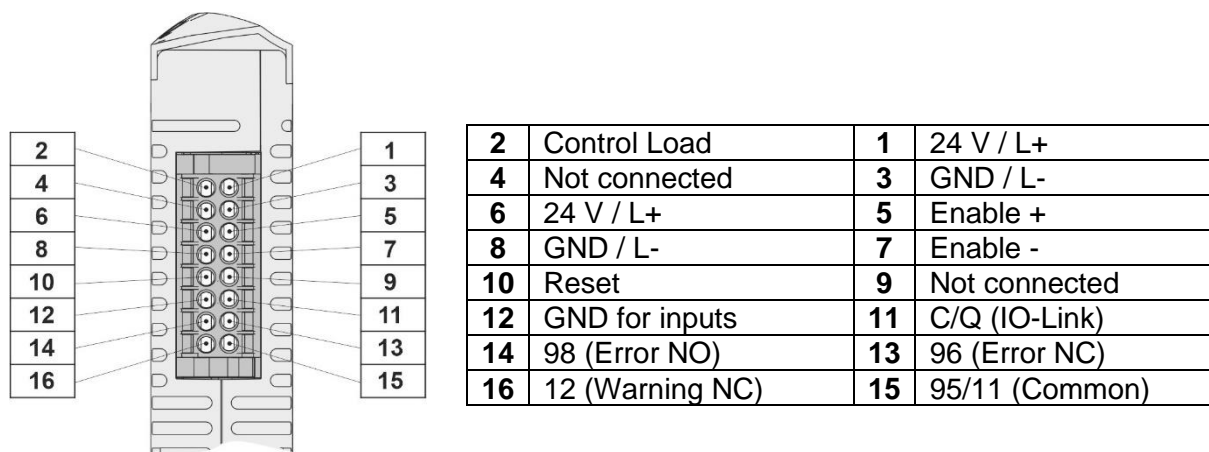 2 1
4 3
6 5
8 7
10 9
12 11
14 13
16 15
2 Control Load 1 24 V / L+
4 Not connected 3 GND / L-
6 24 V / L+ 5 Enable +
8 GND / L- 7 Enable -
10 Reset 9 Not connected
12 GND for inputs 11 C/Q (IO-Link)
14 98 (Error NO) 13 96 (Error NC)
16 12 (Warning NC) 15 95/11 (Common)